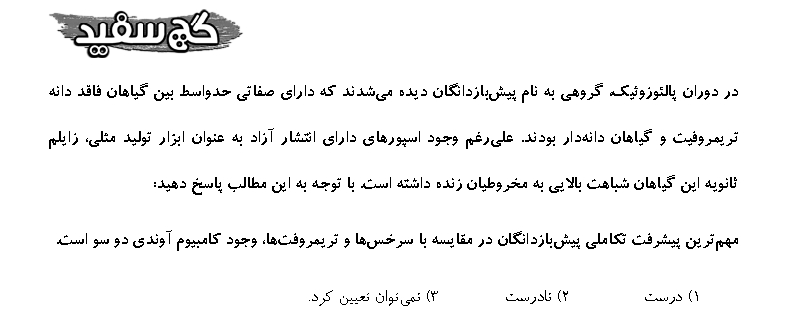 گچ سفید
در دوران پالئوزوئیک، گروهی به نام پیش‌بازدانگان دیده می‌شدند که دارای صفاتی حدواسط بین گیاهان فاقد دانه
تریمروفیت و گیاهان دانه‌دار بودند. علی‌رغم وجود اسپورهای دارای انتشار آزاد به عنوان ابزار تولید مثلی، زایلم
ثانویه این گیاهان شباهت بالایی به مخروطیان زنده داشته است. با توجه به این مطالب پاسخ دهید:
مهم‌ترین پیشرفت تکاملی پیش‌بازدانگان در مقایسه با سرخس‌ها و تریمروفت‌ها، وجود کامبیوم آوندی دو سو است.
۱) درست ۲) نادرست ۳) نمی‌توان تعیین کرد.